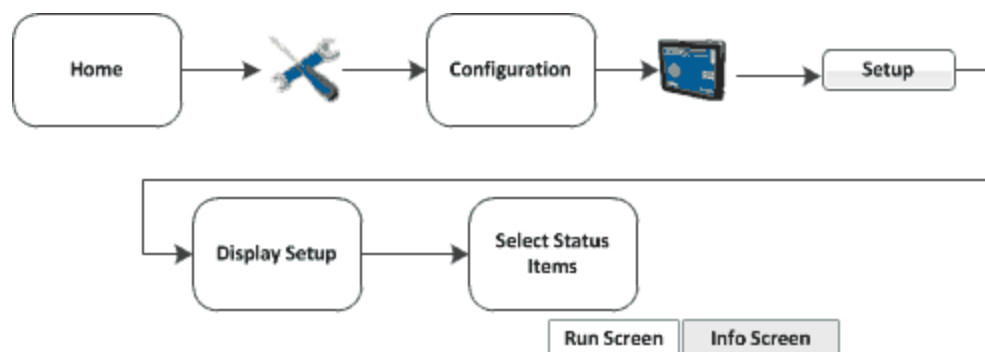 Home
Configuration
Setup
Display Setup
Select Status
Items
Run Screen
Info Screen